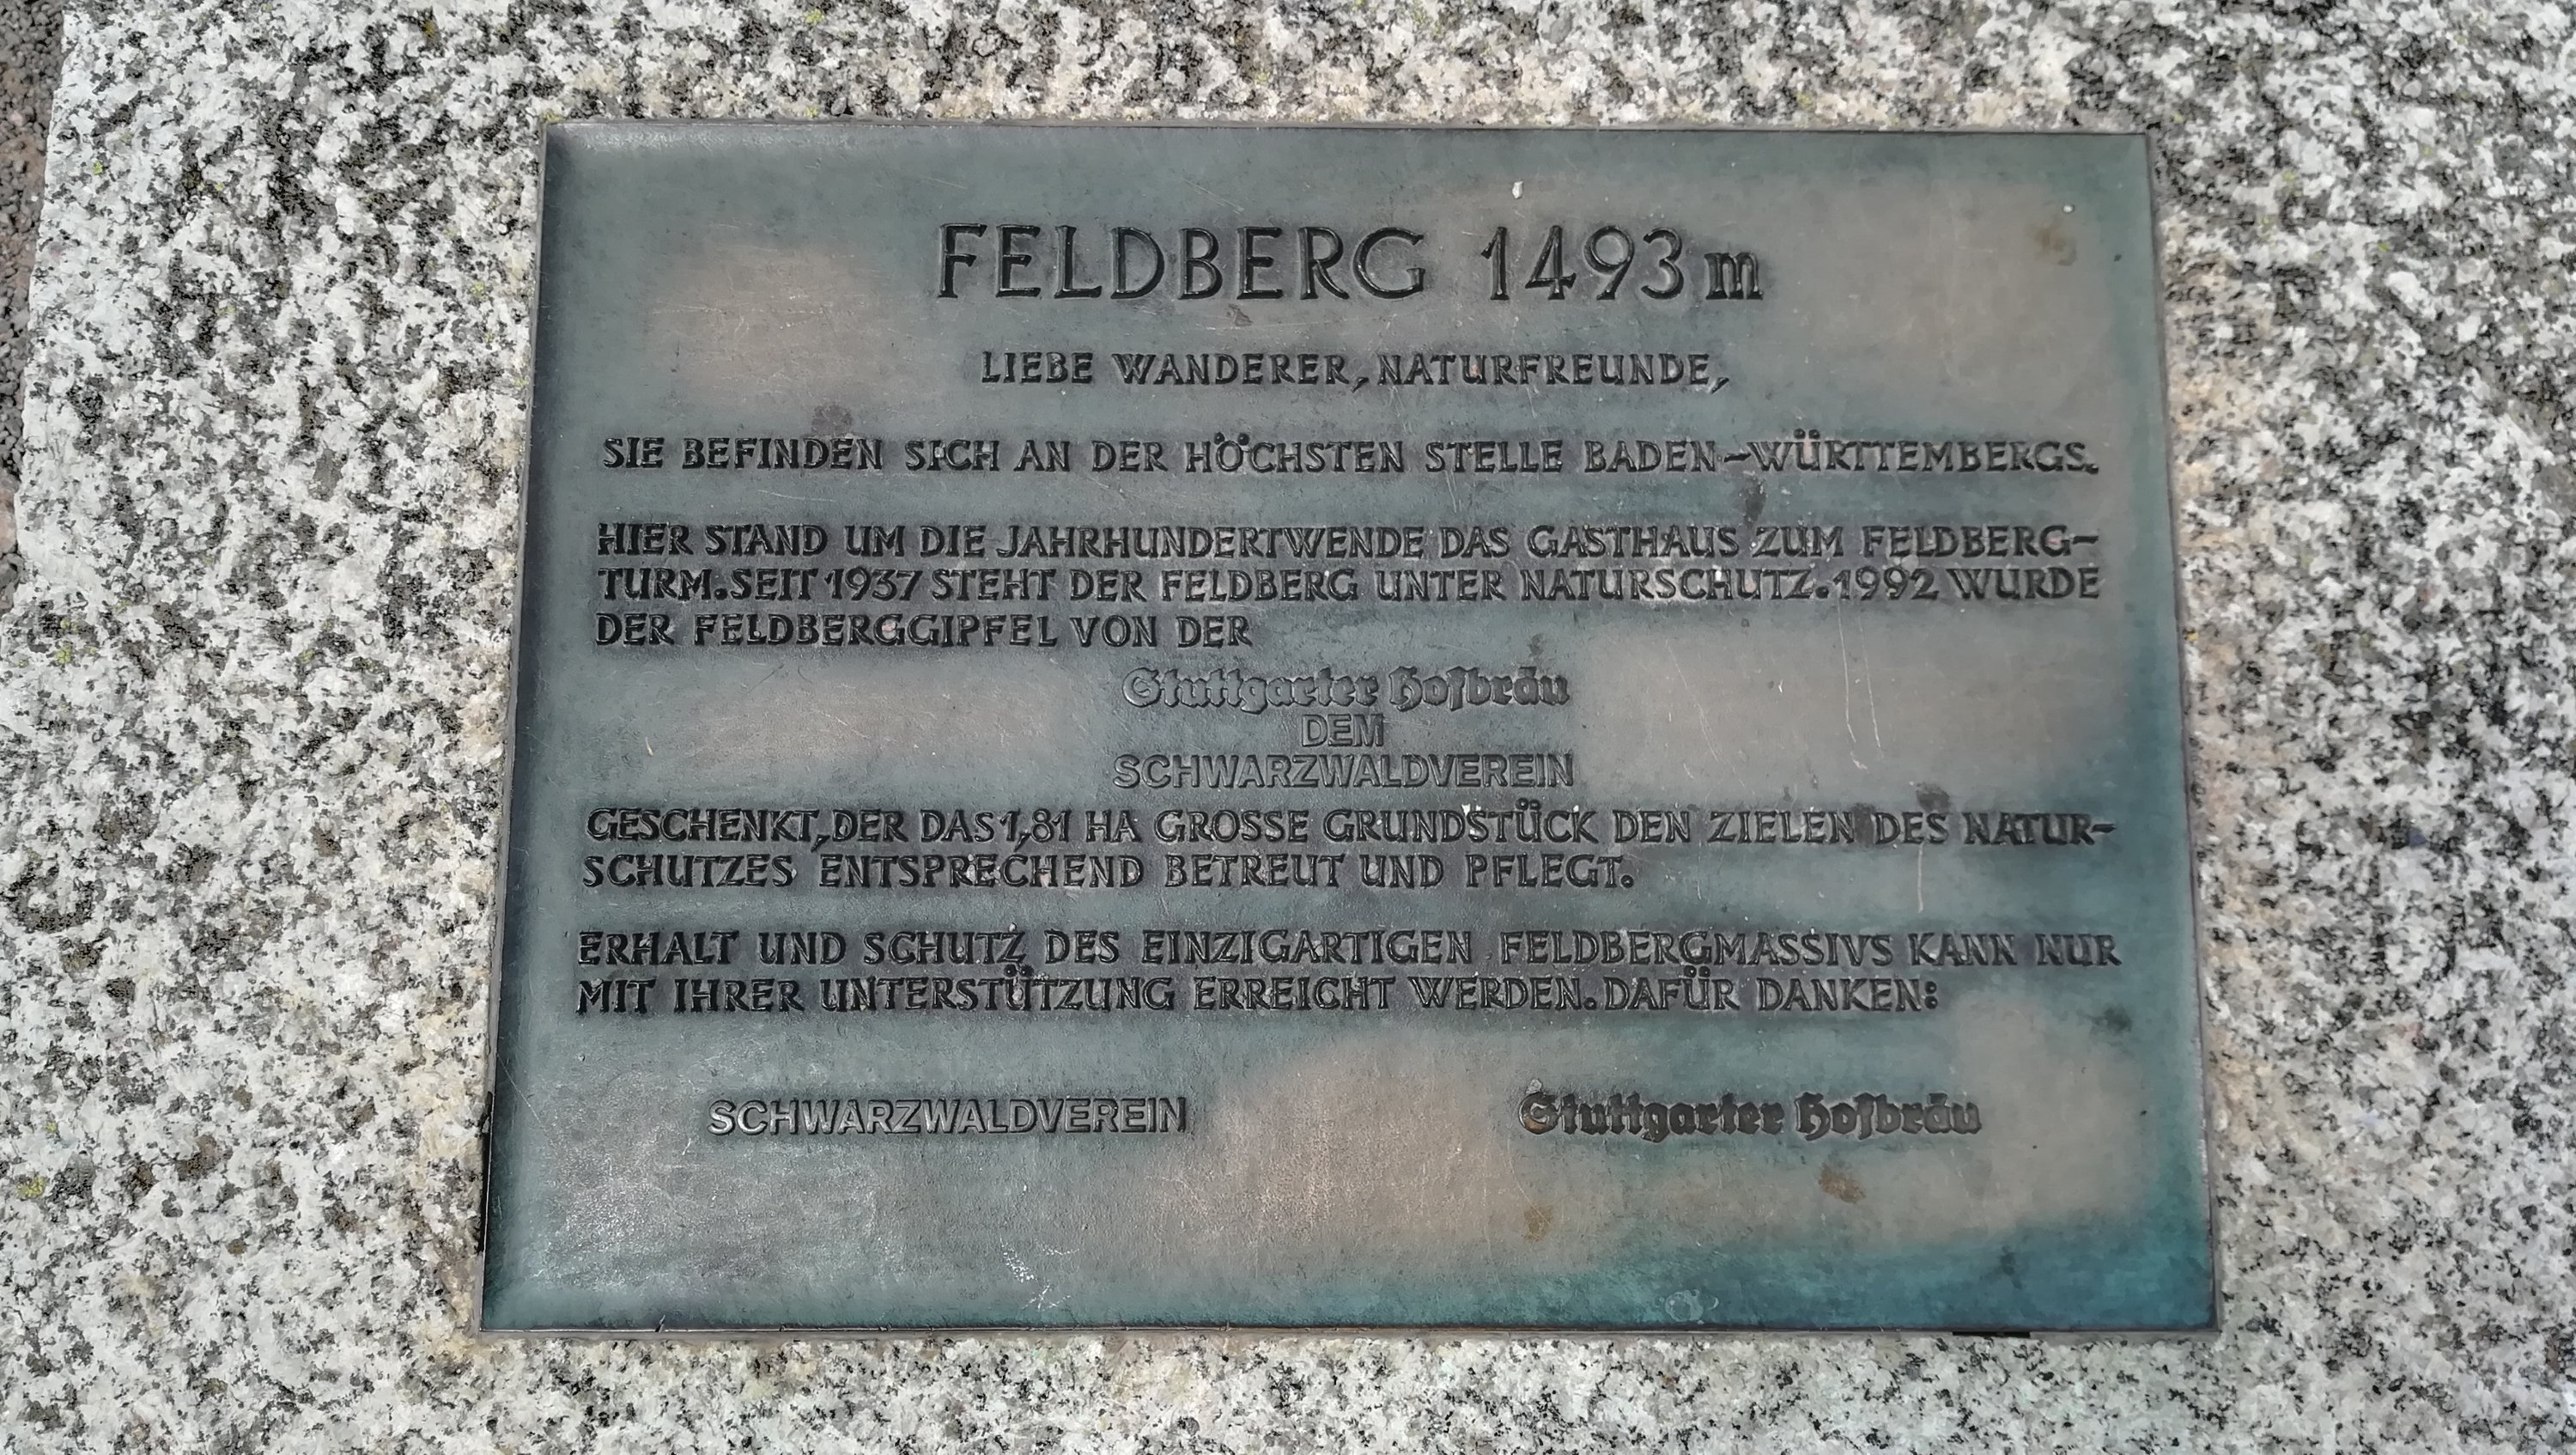 FELDBERG 1493 m
LIEBE WANDERER, NATURFREUNDE,
SIE BEFINDEN SICH AN DER HÖCHSTEN STELLE BADEN-WÜRTTEMBERGS.
HIER STAND UM DIE JAHRHUNDERTWENDE DAS GASTHAUS ZUM FELDBERG-
TURM. SEIT 1937 STEHT DER FELDBERG UNTER NATURSCHUTZ. 1992 WURDE
DER FELDBERGGIPFEL VON DER
Stuttgarter Hofbräu
DEM
SCHWARZWALDVEREIN
GESCHENKT, DER DAS 1,81 HA GROSSE GRUNDSTÜCK DEN ZIELEN DES NATUR-
SCHUTZES ENTSPRECHEND BETREUT UND PFLEGT.
ERHALT UND SCHUTZ DES EINZIGARTIGEN FELDBERGMASSIVS KANN NUR
MIT IHRER UNTERSTÜTZUNG ERREICHT WERDEN. DAFÜR DANKEN:
SCHWARZWALDVEREIN Stuttgarter Hofbräu